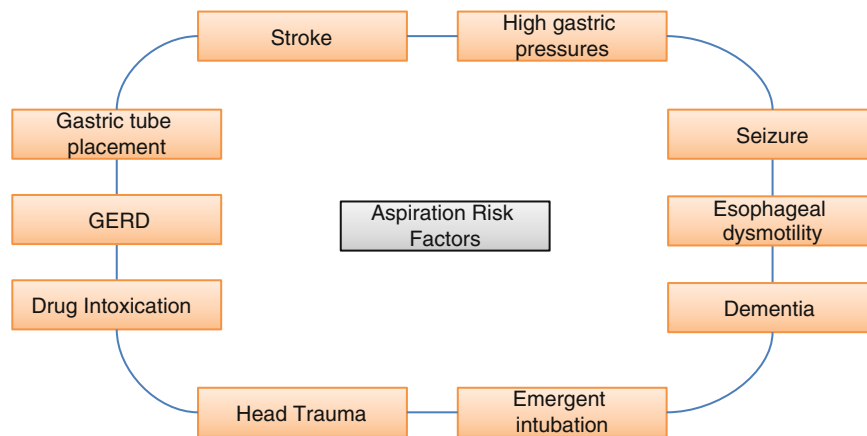 Stroke
High gastric
pressures
Gastric tube
placement
Seizure
GERD
Aspiration Risk
Factors
Esophageal
dysmotility
Drug Intoxication
Dementia
Head Trauma
Emergent
intubation